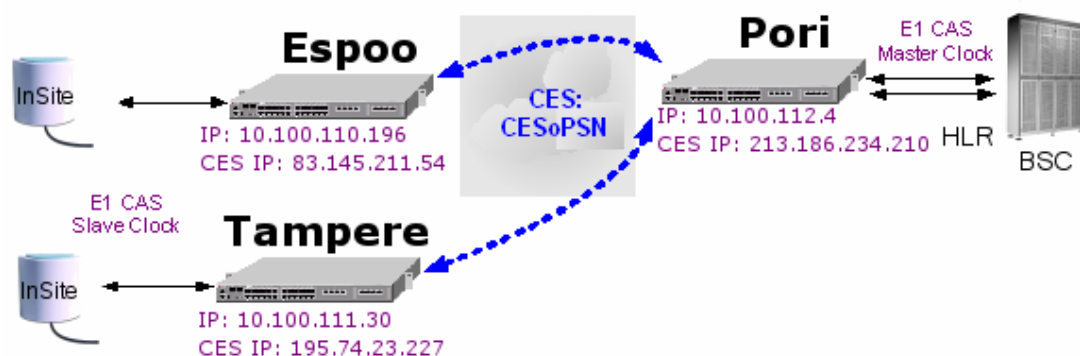 Espoo
InSite
IP: 10.100.110.196
CES IP: 83.145.211.54
CES:
CESoPSN
Pori
IP: 10.100.112.4
CES IP: 213.186.234.210
E1 CAS
Master Clock
HLR
BSC
E1 CAS
Slave Clock
Tampere
InSite
IP: 10.100.111.30
CES IP: 195.74.23.227